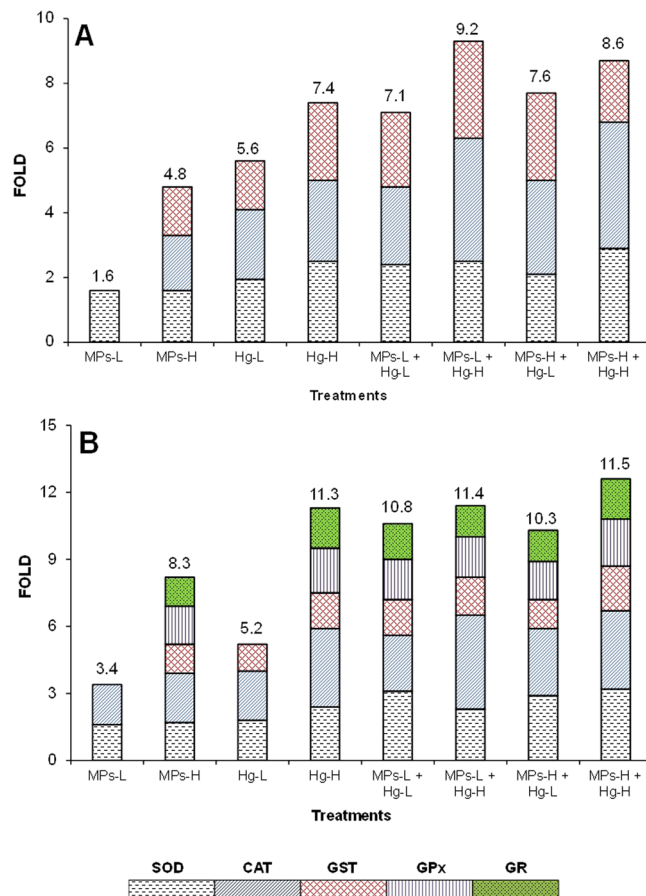 A
FOLD
10
8
6
4
2
0
1.6
4.8
5.6
7.4
7.1
9.2
7.6
8.6
MPs-L
MPs-H
Hg-L
Hg-H
MPs-L +
Hg-L
MPs-L +
Hg-H
MPs-H +
Hg-L
MPs-H +
Hg-H
Treatments
B
FOLD
15
12
9
6
3
0
3.4
8.3
5.2
11.3
10.8
11.4
10.3
11.5
MPs-L
MPs-H
Hg-L
Hg-H
MPs-L +
Hg-L
MPs-L +
Hg-H
MPs-H +
Hg-L
MPs-H +
Hg-H
Treatments
SOD CAT GST GPx GR